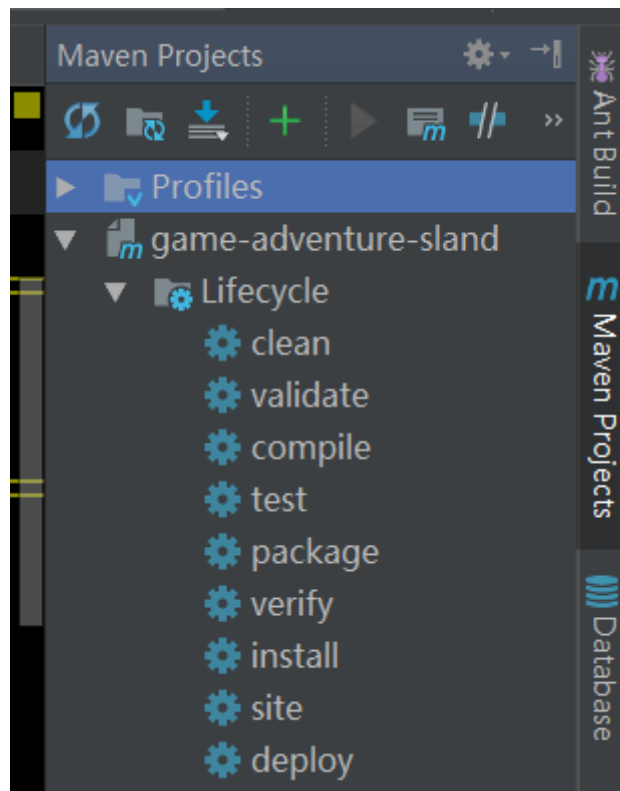 Maven Projects
Profiles
game-adventure-sland
Lifecycle
clean
validate
compile
test
package
verify
install
site
deploy
Ant Build
Maven Projects
Database